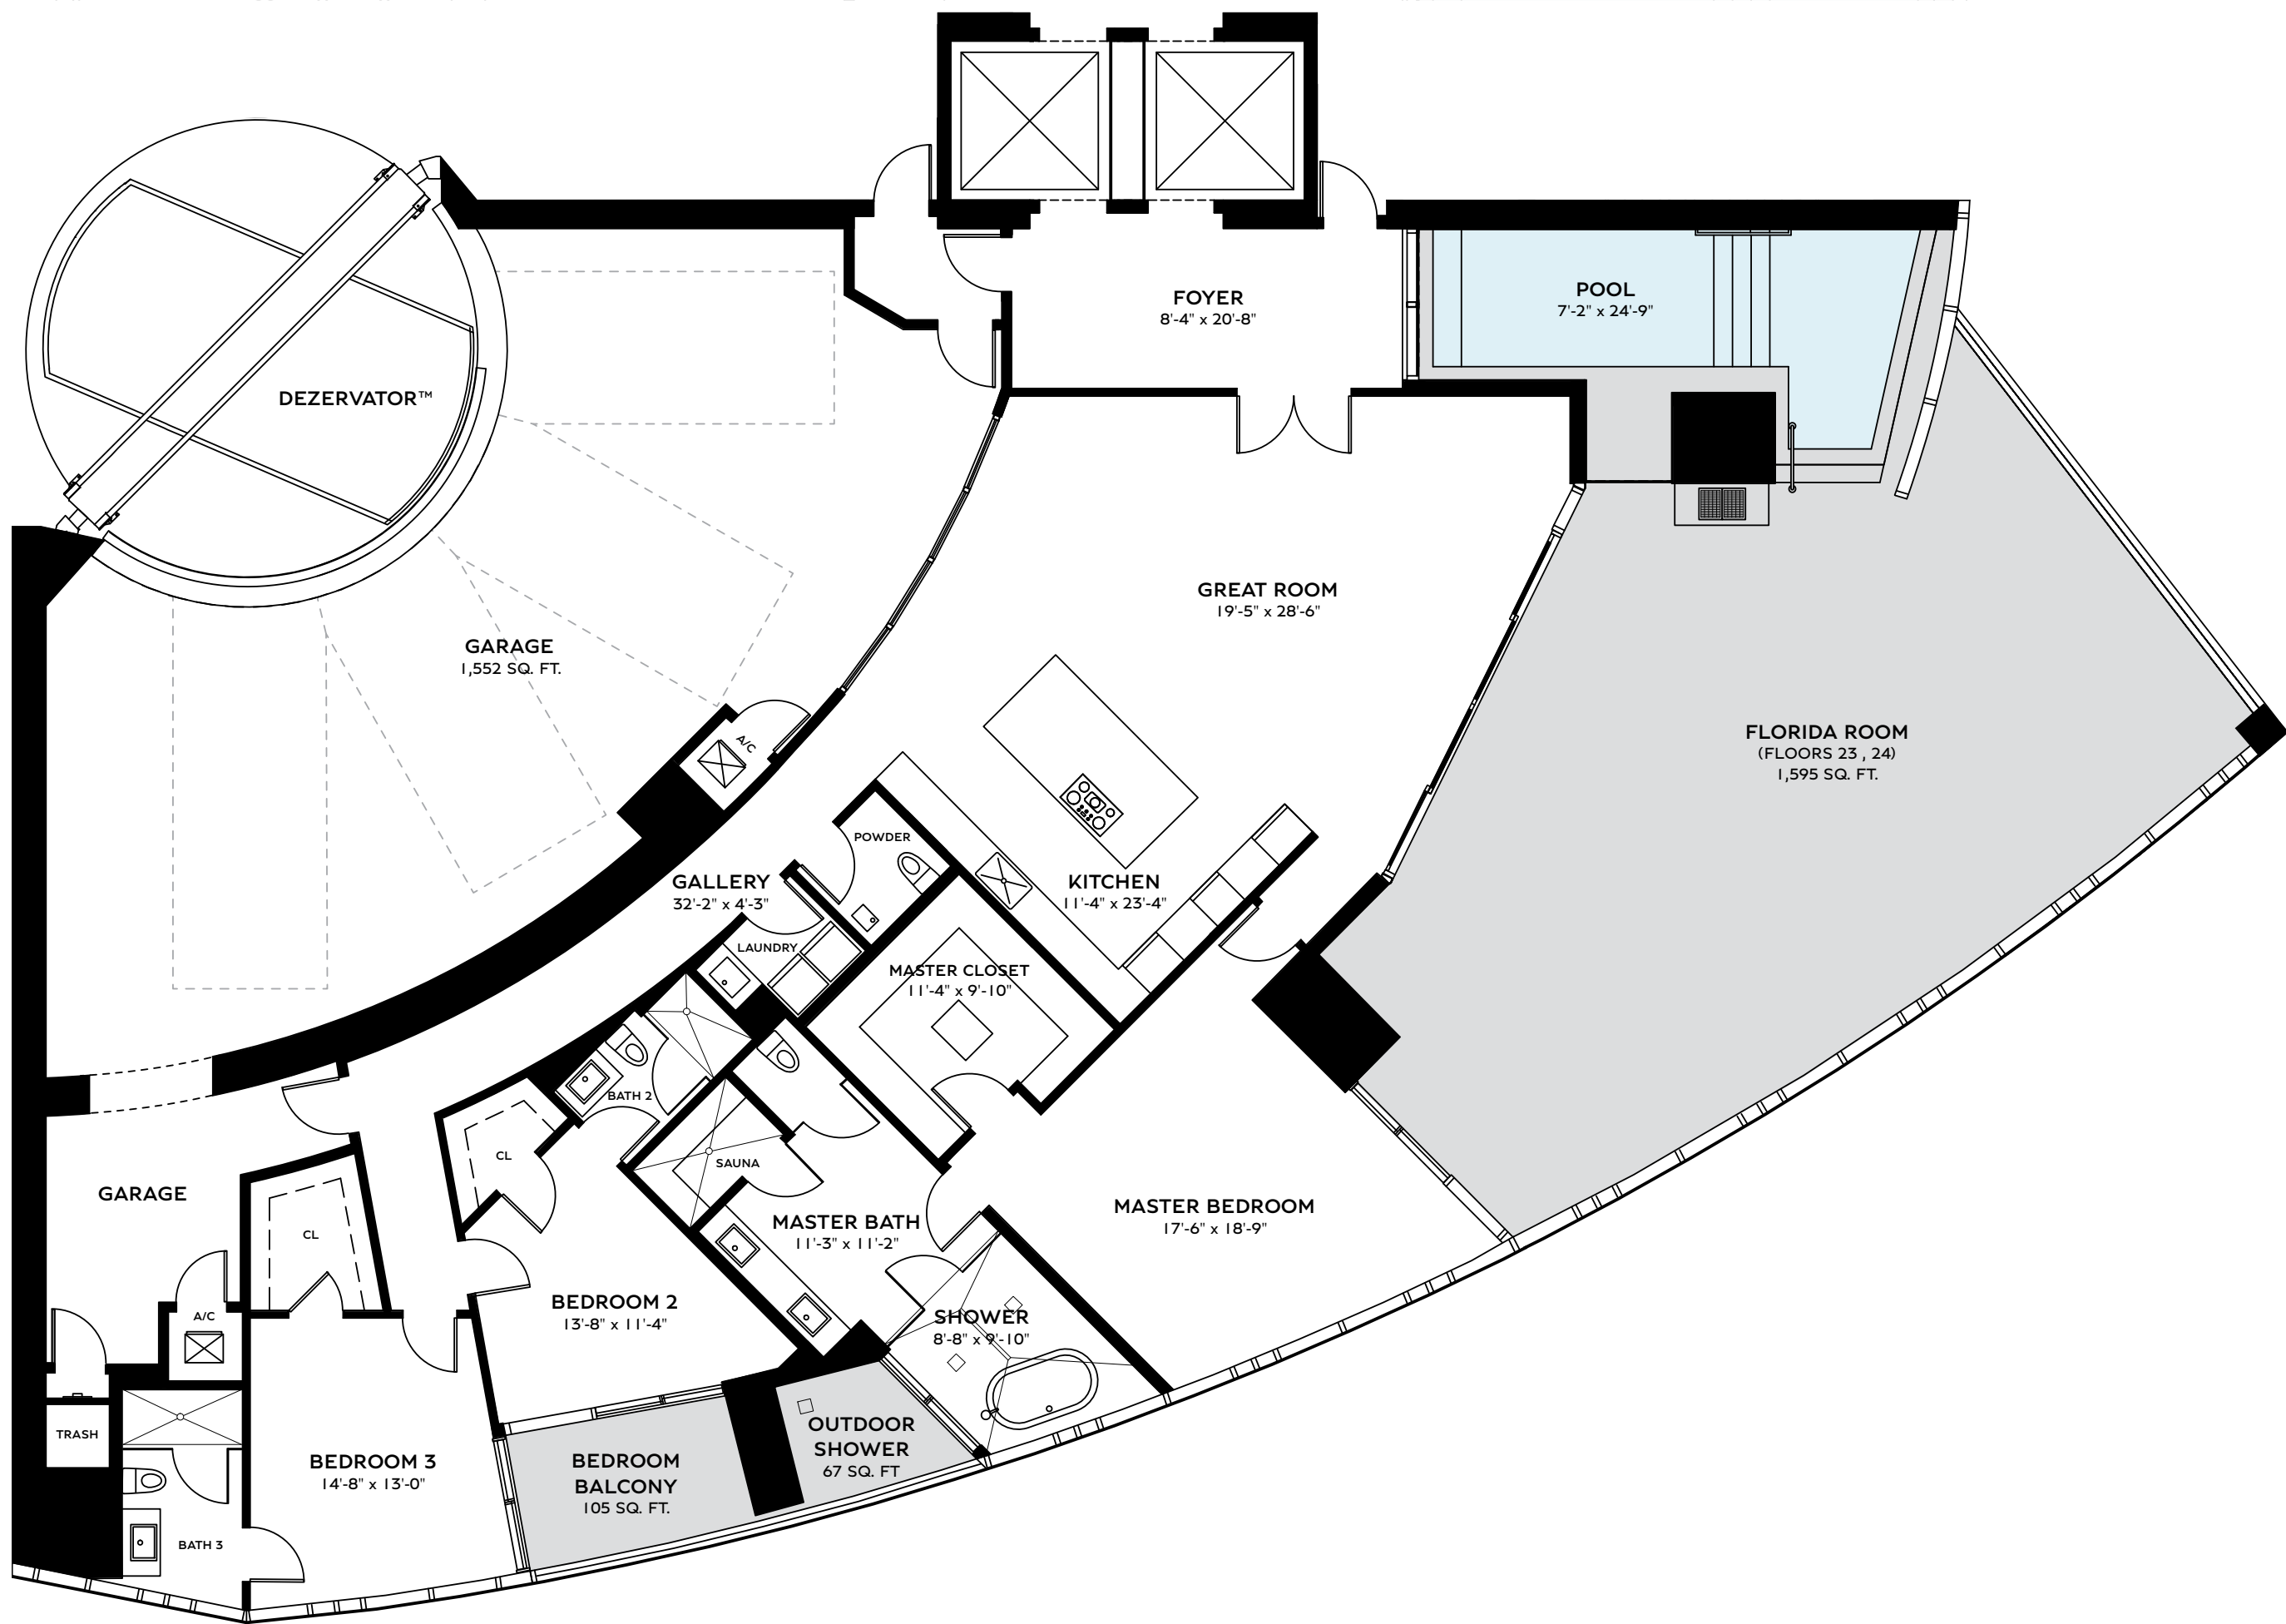 FOYER
8'-4" x 20'-8"
POOL
7'-2" x 24'-9"
DEZERVATOR™
GREAT ROOM
19'-5" x 28'-6"
GARAGE
1,552 SQ. FT.
FLORIDA ROOM
(FLOORS 23 , 24)
1,595 SQ. FT.
A/C
POWDER
GALLERY
32'-2" x 4'-3"
KITCHEN
11'-4" x 23'-4"
LAUNDRY
MASTER CLOSET
11'-4" x 9'-10"
BATH 2
CL
SAUNA
GARAGE
CL
MASTER BATH
11'-3" x 11'-2"
MASTER BEDROOM
17'-6" x 18'-9"
BEDROOM 2
13'-8" x 11'-4"
A/C
SHOWER
8'-8" x 9'-10"
TRASH
BEDROOM 3
14'-8" x 13'-0"
BEDROOM
BALCONY
105 SQ. FT.
OUTDOOR
SHOWER
67 SQ. FT
BATH 3